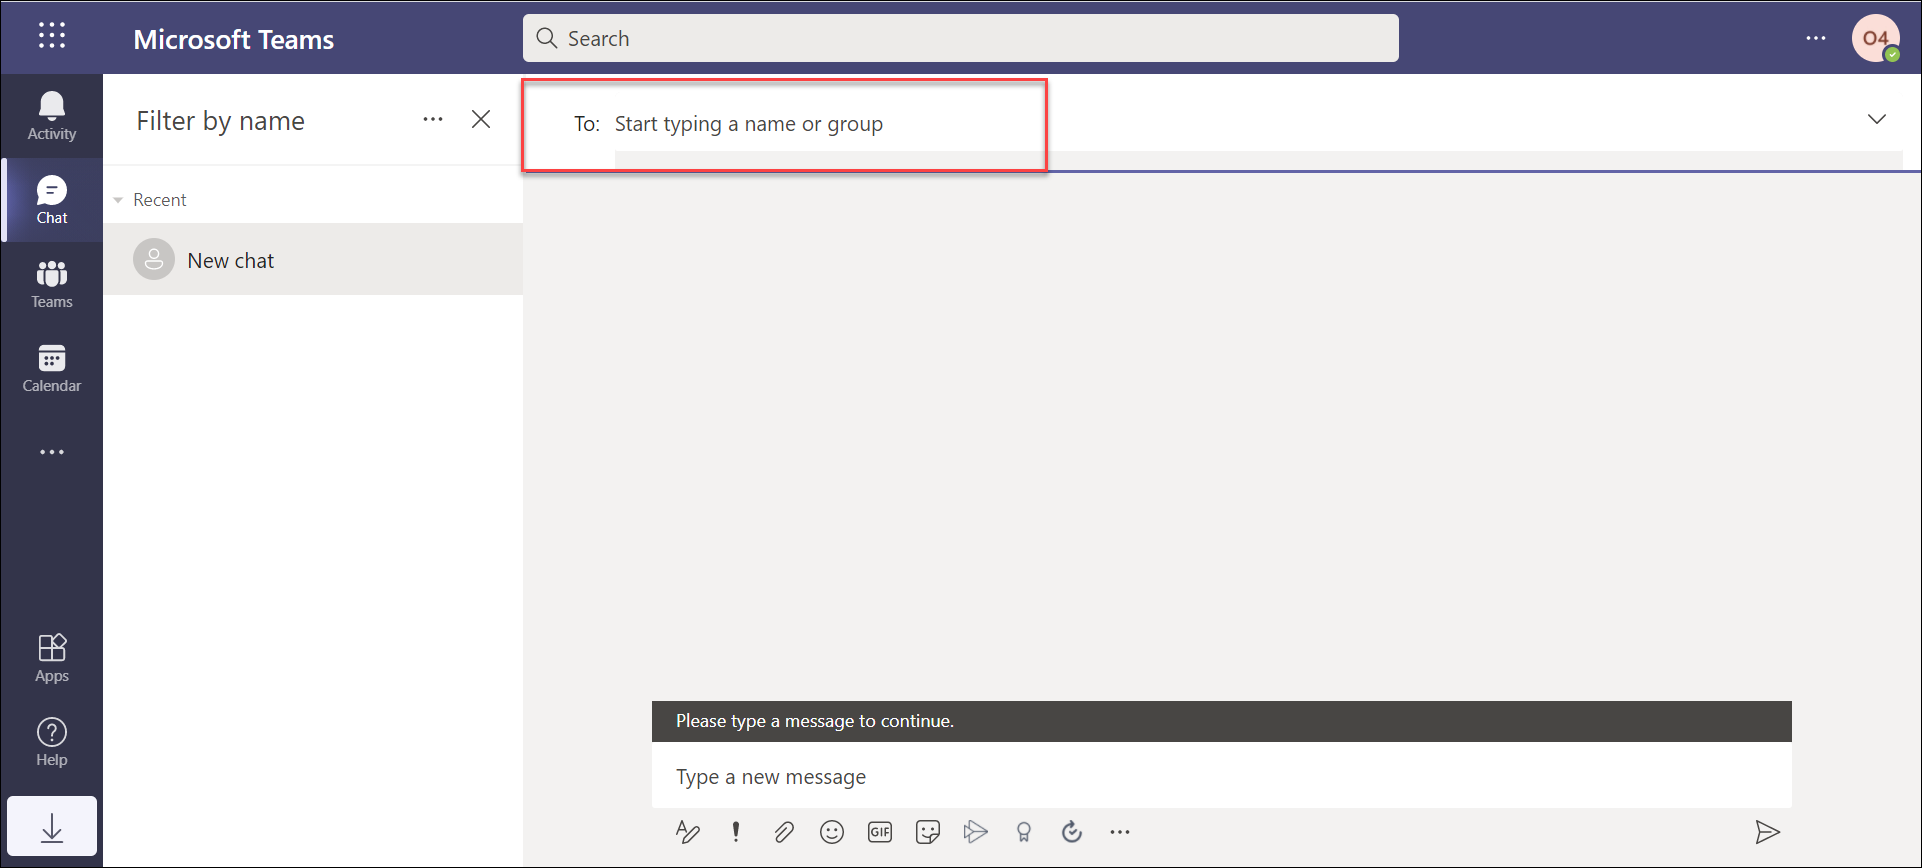 Microsoft Teams
Search
O4
Activity
Chat
Teams
Calendar
Apps
Help
Filter by name
Recent
New chat
To: Start typing a name or group
Please type a message to continue.
Type a new message
GIF